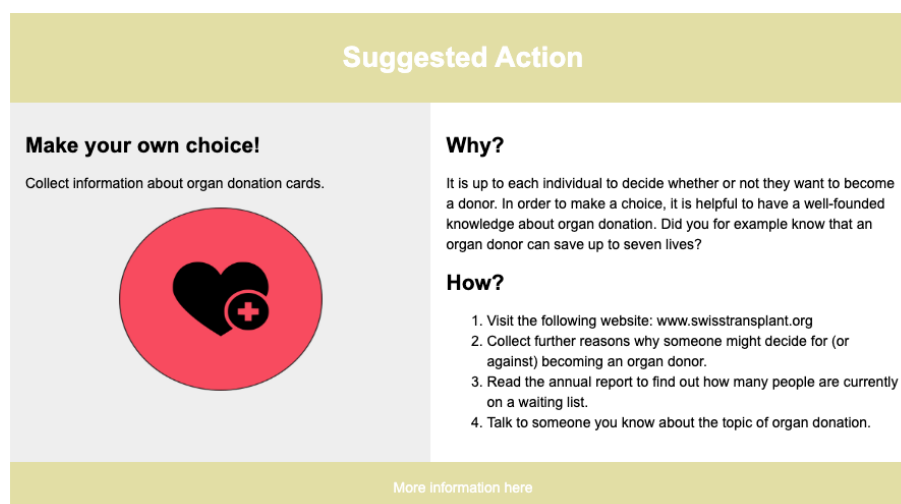 Suggested Action
Make your own choice!
Collect information about organ donation cards.
Why?
It is up to each individual to decide whether or not they want to become
a donor. In order to make a choice, it is helpful to have a well-founded
knowledge about organ donation. Did you for example know that an
organ donor can save up to seven lives?
How?
1. Visit the following website: www.swisstransplant.org
2. Collect further reasons why someone might decide for (or
against) becoming an organ donor.
3. Read the annual report to find out how many people are currently
on a waiting list.
4. Talk to someone you know about the topic of organ donation.
More information here